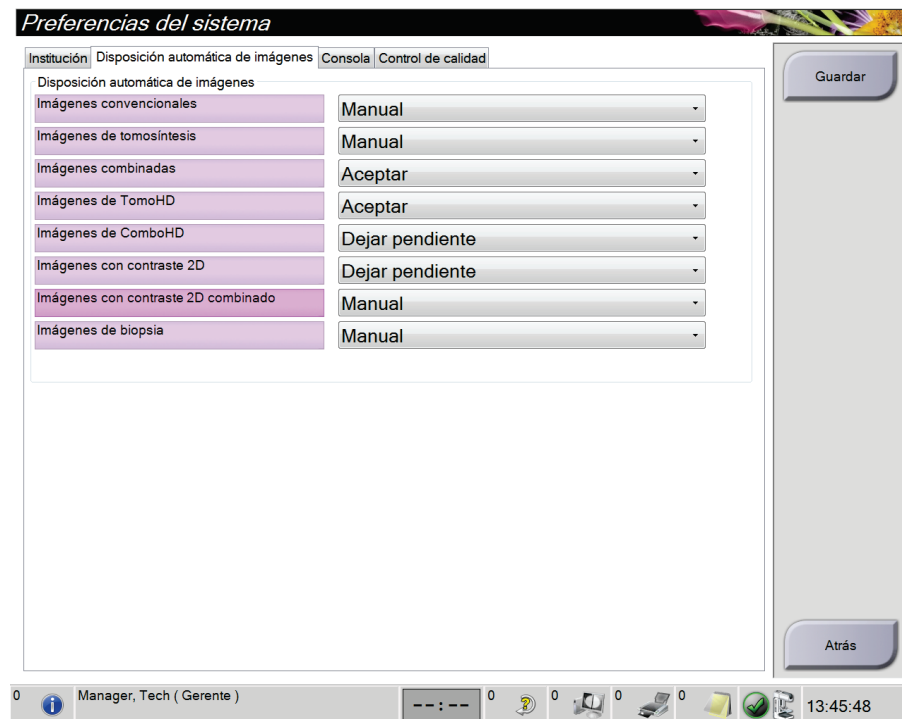 Preferencias del sistema
Institución Disposición automática de imágenes Consola Control de calidad
Guardar
Disposición automática de imágenes
Imágenes convencionales Manual
Imágenes de tomosíntesis Manual
Imágenes combinadas Aceptar
Imágenes de TomoHD Aceptar
Imágenes de ComboHD Dejar pendiente
Imágenes con contraste 2D Dejar pendiente
Imágenes con contraste 2D combinado Manual
Imágenes de biopsia Manual
Atrás
0 Manager, Tech ( Gerente ) --:-- 0 0 0 0 13:45:48